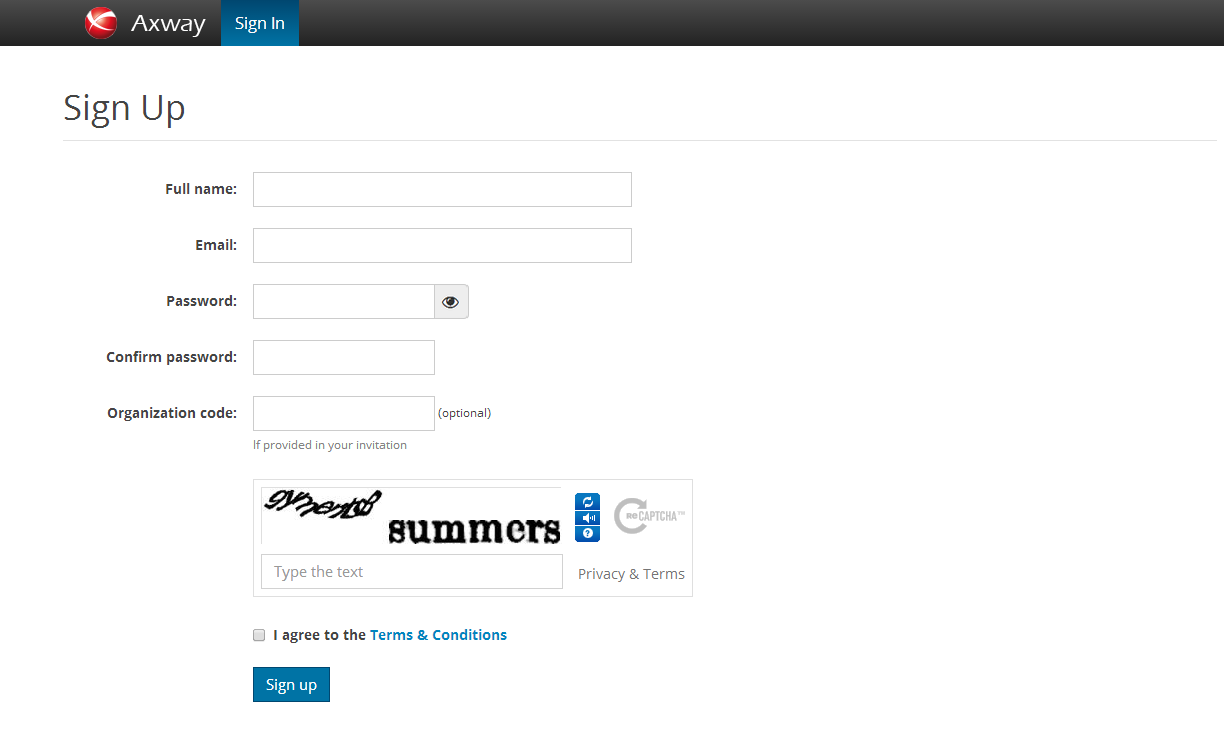 Axway Sign In
Sign Up
Full name:
Email:
Password:
Confirm password:
Organization code: (optional)
If provided in your invitation
summers
reCAPTCHA™
Type the text
Privacy & Terms
I agree to the Terms & Conditions
Sign up